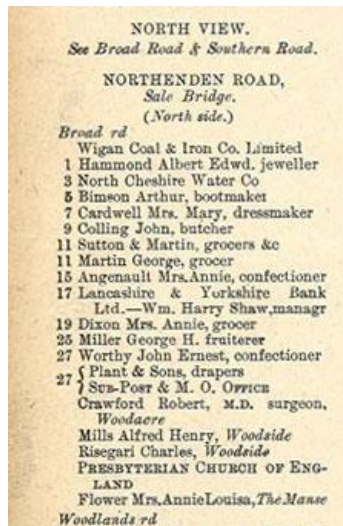 NORTH VIEW.
See Broad Road & Southern Road.
NORTHENDEN ROAD,
Sale Bridge.
(North side.)
Broad rd
Wigan Coal & Iron Co. Limited
1 Hammond Albert Edwd. jeweller
3 North Cheshire Water Co
5 Bimson Arthur, bootmaker
7 Cardwell Mrs. Mary, dressmaker
9 Colling John, butcher
11 Sutton & Martin, grocers &c
11 Martin George, grocer
15 Angenault Mrs. Annie, confectioner
17 Lancashire & Yorkshire Bank
Ltd.—Wm. Harry Shaw, managr
19 Dixon Mrs. Annie, grocer
25 Miller George H. fruiterer
27 Worthy John Ernest, confectioner
27 { Plant & Sons, drapers
SUB-POST & M. O. OFFICE
Crawford Robert, M.D. surgeon,
Woodacre
Mills Alfred Henry, Woodside
Risegari Charles, Woodside
PRESBYTERIAN CHURCH OF ENG-
LAND
Flower Mrs. Annie Louisa, The Manse
Woodlands rd